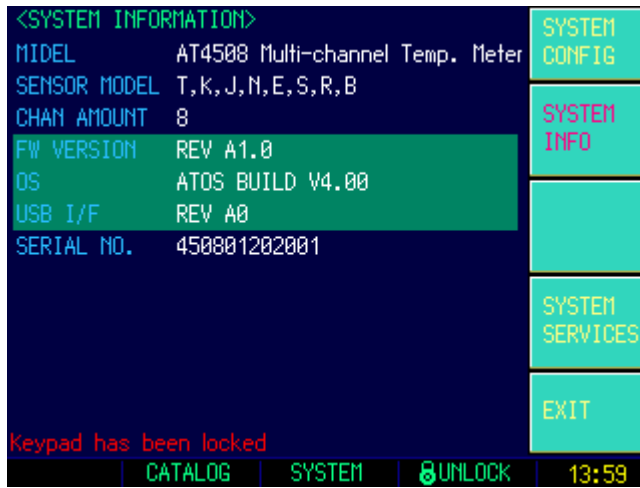 <SYSTEM INFORMATION>
MIDEL AT4508 Multi-channel Temp. Meter
SENSOR MODEL T,K,J,N,E,S,R,B
CHAN AMOUNT 8
FW VERSION REV A1.0
OS ATOS BUILD V4.00
USB I/F REV A0
SERIAL NO. 450801202001
Keypad has been locked
SYSTEM
CONFIG
SYSTEM
INFO
SYSTEM
SERVICES
EXIT
CATALOG SYSTEM UNLOCK 13:59